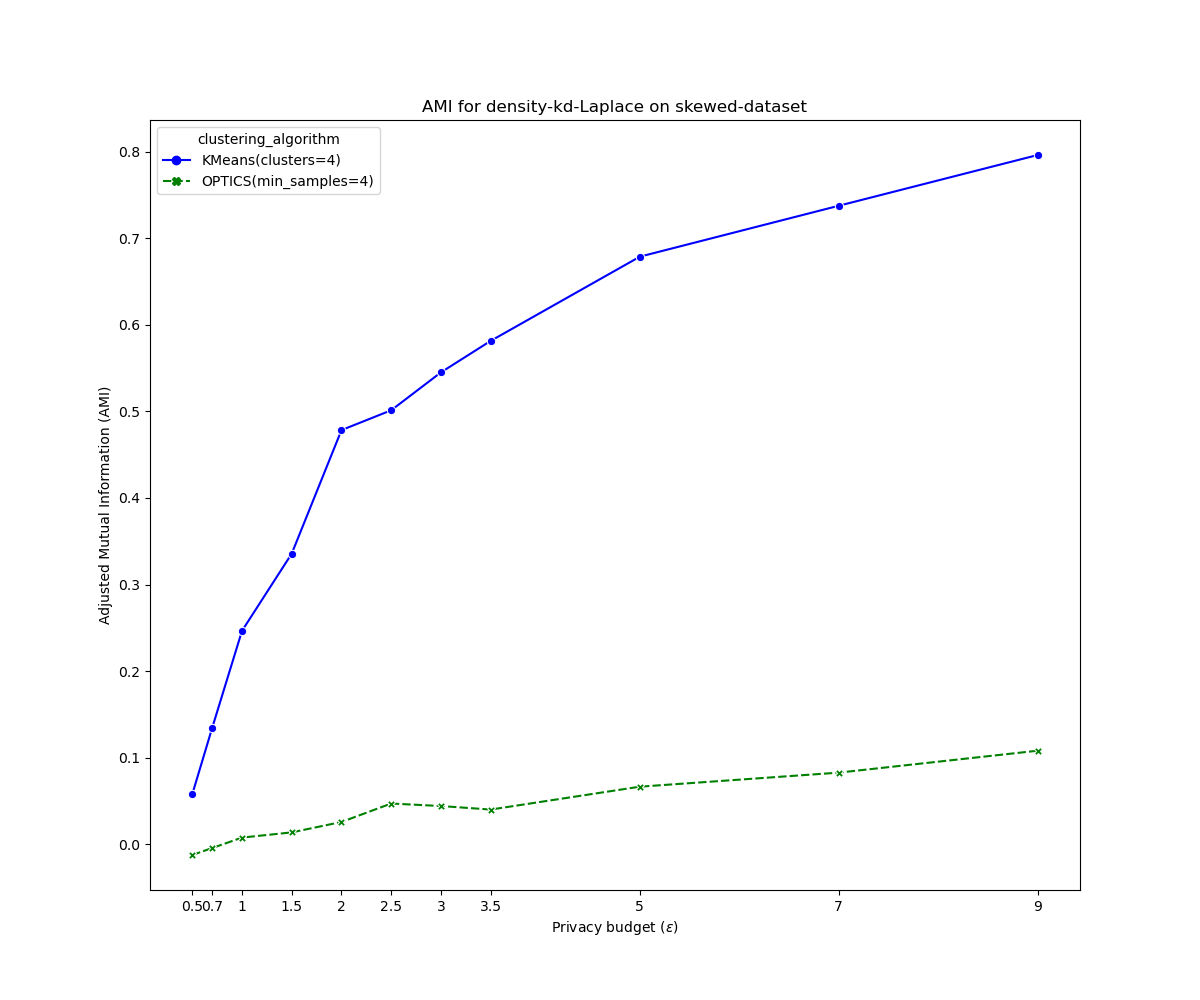 AMI for density-kd-Laplace on skewed-dataset
clustering_algorithm
KMeans(clusters=4)
OPTICS(min_samples=4)
Adjusted Mutual Information (AMI)
0.8
0.7
0.6
0.5
0.4
0.3
0.2
0.1
0.0
0.5 0.7 1 1.5 2 2.5 3 3.5 5 7 9
Privacy budget (ε)